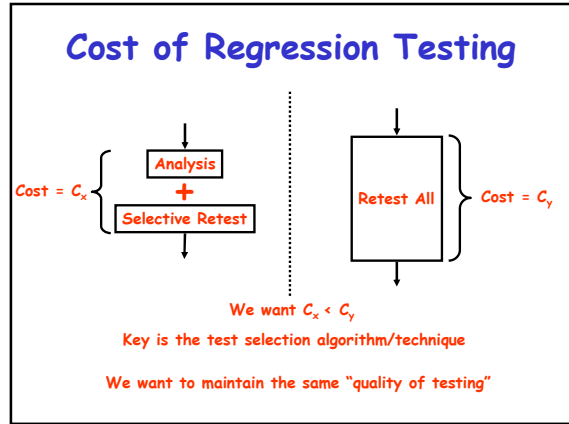 Cost of Regression Testing
Analysis
+
Selective Retest
Cost = Cx
Retest All
Cost = Cy
We want Cx < Cy
Key is the test selection algorithm/technique
We want to maintain the same “quality of testing”